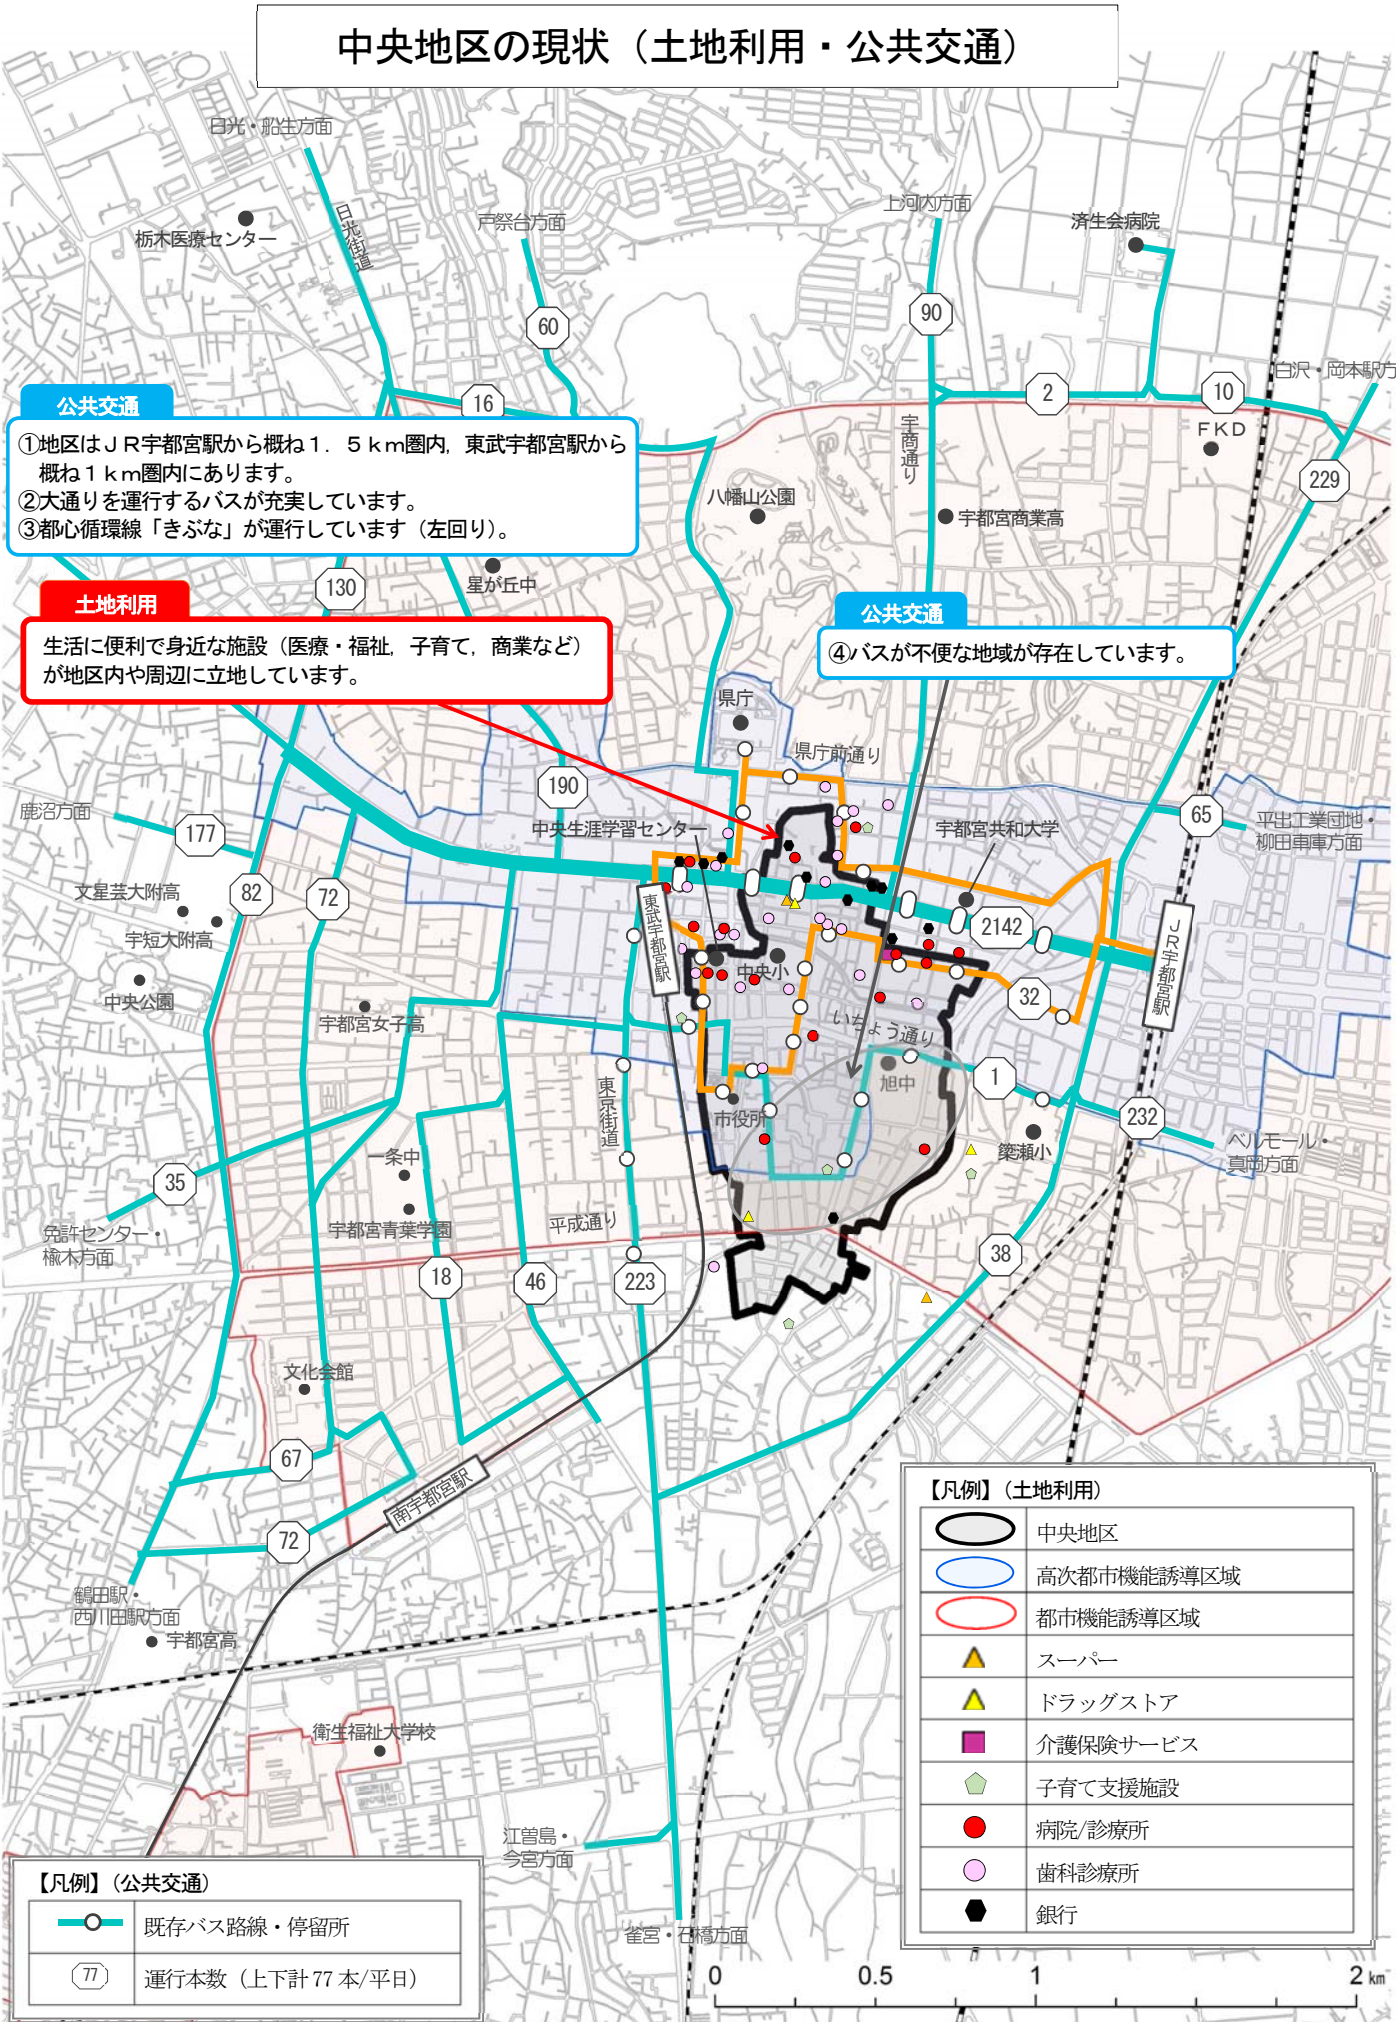 中央地区の現状（土地利用・公共交通）
日光・船生方面
日光街道
栃木医療センター
戸祭台方面
上河内方面
済生会病院
60
90
白沢・岡本駅方
16
2
10
FKD
229
公共交通
①地区はＪＲ宇都宮駅から概ね１．５ｋｍ圏内，東武宇都宮駅から
概ね１ｋｍ圏内にあります。
②大通りを運行するバスが充実しています。
③都心循環線「きぶな」が運行しています（左回り）。
宇商通り
八幡山公園
宇都宮商業高
星が丘中
130
土地利用
生活に便利で身近な施設（医療・福祉，子育て，商業など）
が地区内や周辺に立地しています。
公共交通
④バスが不便な地域が存在しています。
県庁
県庁前通り
190
鹿沼方面
177
中央生涯学習センター
宇都宮共和大学
65
平出工業団地・
柳田車庫方面
文星芸大附高
82
72
宇短大附高
東武宇都宮駅
2142
ＪＲ宇都宮駅
中央小
中央公園
宇都宮女子高
32
いちょう通り
旭中
1
東京街道
市役所
232
簗瀬小
ベルモール・
真岡方面
一条中
35
免許センター・
楡木方面
宇都宮青葉学園
平成通り
18
46
223
38
文化会館
67
南宇都宮駅
72
鶴田駅・
西川田駅方面
宇都宮高
衛生福祉大学校
江曽島・
今宮方面
雀宮・石橋方面
【凡例】（土地利用）
中央地区
高次都市機能誘導区域
都市機能誘導区域
スーパー
ドラッグストア
介護保険サービス
子育て支援施設
病院/診療所
歯科診療所
銀行
【凡例】（公共交通）
既存バス路線・停留所
77
運行本数（上下計 77 本/平日）
0
0.5
1
2 km